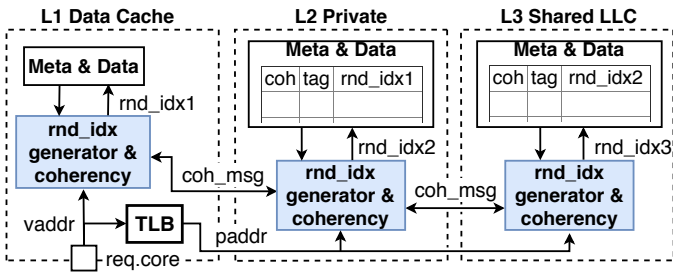 L1 Data Cache
Meta & Data
rnd_idx1
rnd_idx
generator &
coherency
vaddr
TLB
req.core
paddr
coh_msg
L2 Private
Meta & Data
coh tag rnd_idx1
rnd_idx2
rnd_idx
generator &
coherency
coh_msg
L3 Shared LLC
Meta & Data
coh tag rnd_idx2
rnd_idx3
rnd_idx
generator &
coherency